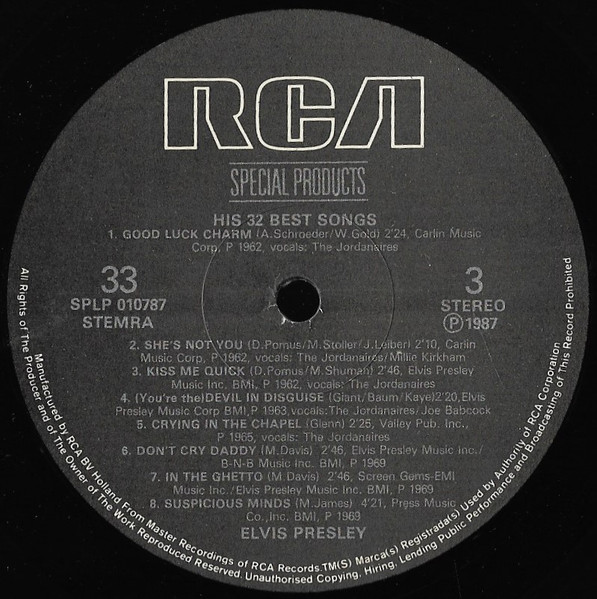 RCA
SPECIAL PRODUCTS
HIS 32 BEST SONGS
1. GOOD LUCK CHARM (A.Schroeder/W.Gold) 2'24, Carlin Music
Corp, P 1962, vocals: The Jordanaires
33
SPLP 010787
STEMRA
3
STEREO
Ⓟ1987
2. SHE'S NOT YOU (D.Pomus/M.Stoller/J.Leiber) 2'10, Carlin
Music Corp, P 1962, vocals: The Jordanaires/Millie Kirkham
3. KISS ME QUICK (D.Pomus/M.Shuman) 2'46, Elvis Presley
Music Inc. BMI, P 1962, vocals: The Jordanaires
4. (You're the)DEVIL IN DISGUISE (Giant/Baum/Kaye)2'20,Elvis
Presley Music Corp BMI,P 1963,vocals:The Jordanaires/Joe Babcock
5. CRYING IN THE CHAPEL (Glenn) 2'25, Valley Pub. Inc.,
P 1965, vocals: The Jordanaires
6. DON'T CRY DADDY (M.Davis) 2'46, Elvis Presley Music Inc./
B-N-B Music Inc. BMI, P 1969
7. IN THE GHETTO (M.Davis) 2'46, Screen Gems-EMI
Music Inc./Elvis Presley Music Inc. BMI, P 1969
8. SUSPICIOUS MINDS (M.James) 4'21, Press Music
Co.,Inc. BMI, P 1969
ELVIS PRESLEY
Manufactured by RCA BV Holland From Master Recordings of RCA Records.TM(S) Marca(s) Registrada(s) Used by Authority of RCA Corporation
All Rights of The Producer and of The Owner of The Work Reproduced Reserved. Unauthorised Copying, Hiring, Lending Public Performance and Broadcasting of This Record Prohibited